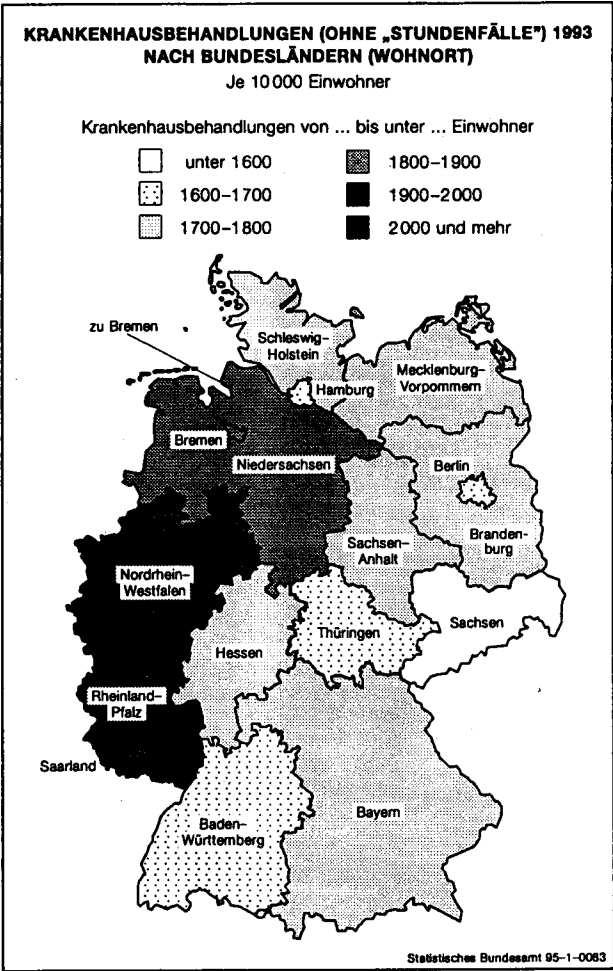 KRANKENHAUSBEHANDLUNGEN (OHNE „STUNDENFÄLLE") 1993
NACH BUNDESLÄNDERN (WOHNORT)
Je 10 000 Einwohner
Krankenhausbehandlungen von ... bis unter ... Einwohner
unter 1600
1800–1900
1600–1700
1900–2000
1700–1800
2000 und mehr
zu Bremen
Schleswig-
Holstein
Hamburg
Mecklenburg-
Vorpommern
Bremen
Niedersachsen
Berlin
Sachsen-
Anhalt
Branden-
burg
Nordrhein-
Westfalen
Hessen
Thüringen
Sachsen
Rheinland-
Pfalz
Saarland
Baden-
Württemberg
Bayern
Statistisches Bundesamt 95–1–0083